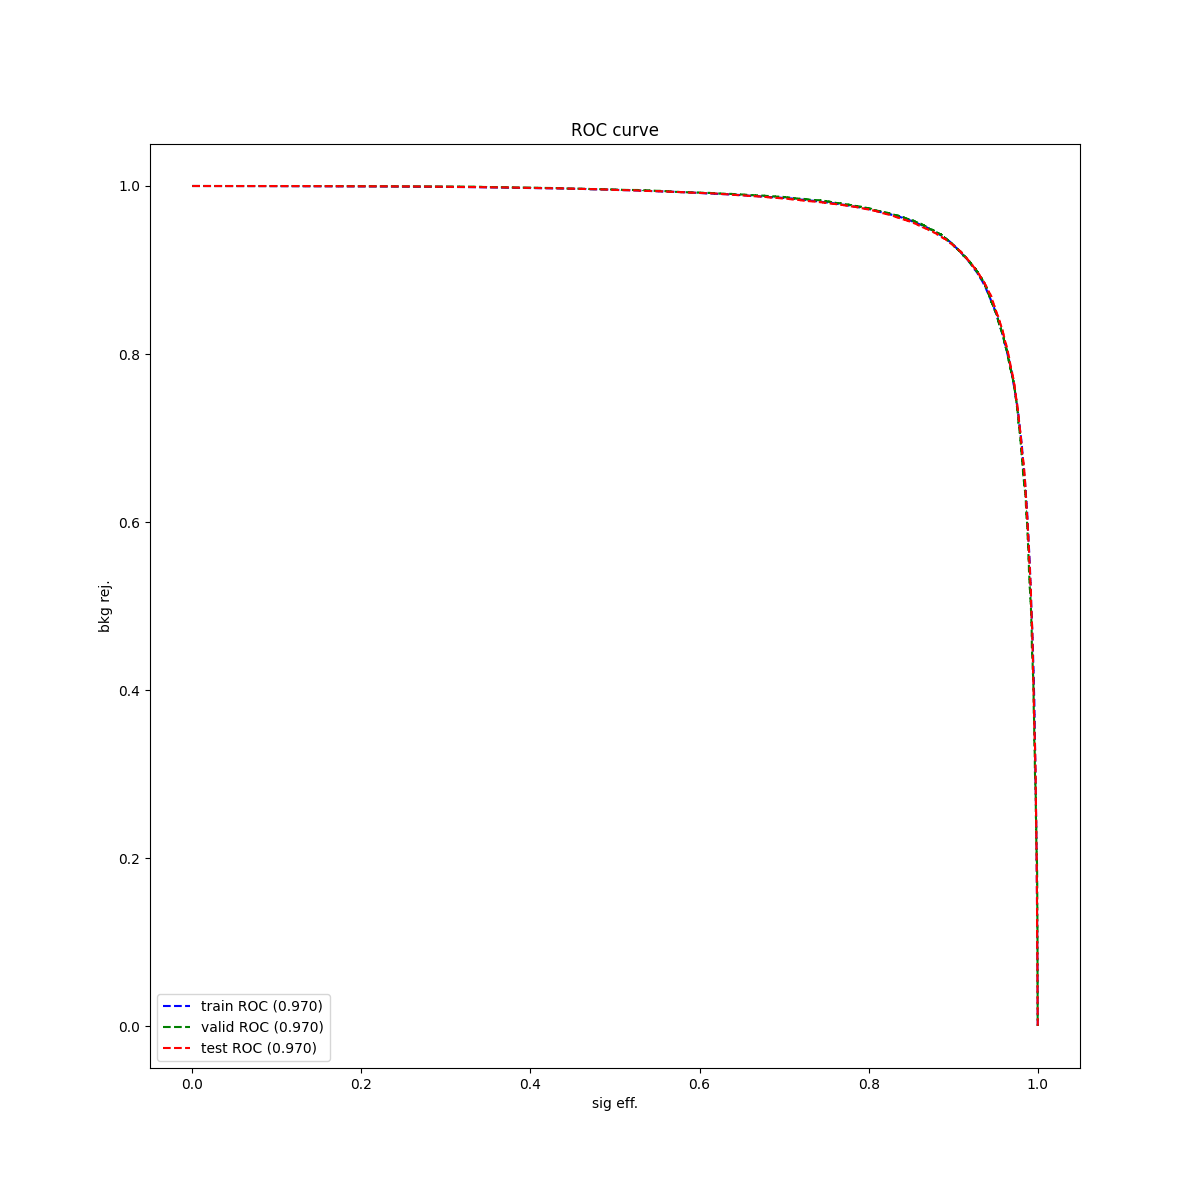 ROC curve
1.0
0.8
0.6
0.4
0.2
0.0
bkg rej.
train ROC (0.970)
valid ROC (0.970)
test ROC (0.970)
0.0 0.2 0.4 0.6 0.8 1.0
sig eff.